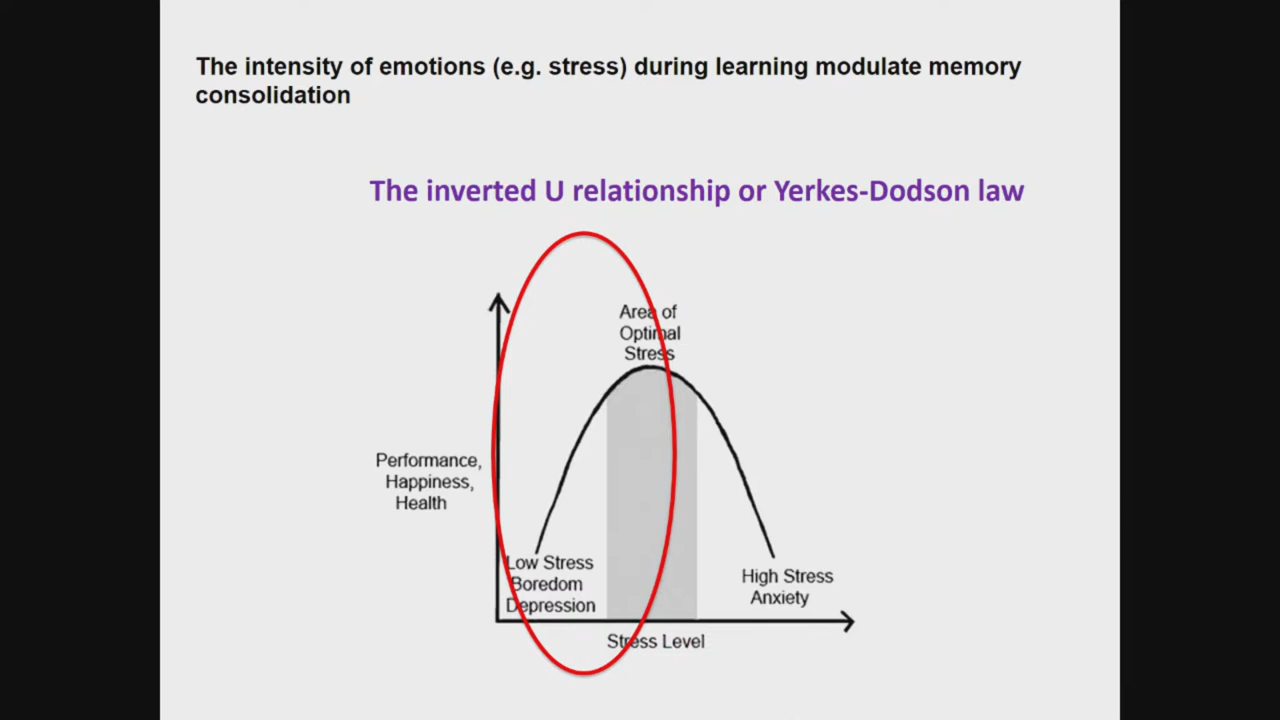 The intensity of emotions (e.g. stress) during learning modulate memory
consolidation
The inverted U relationship or Yerkes-Dodson law
Area of
Optimal
Stress
Performance,
Happiness,
Health
Low Stress
Boredom
Depression
High Stress
Anxiety
Stress Level